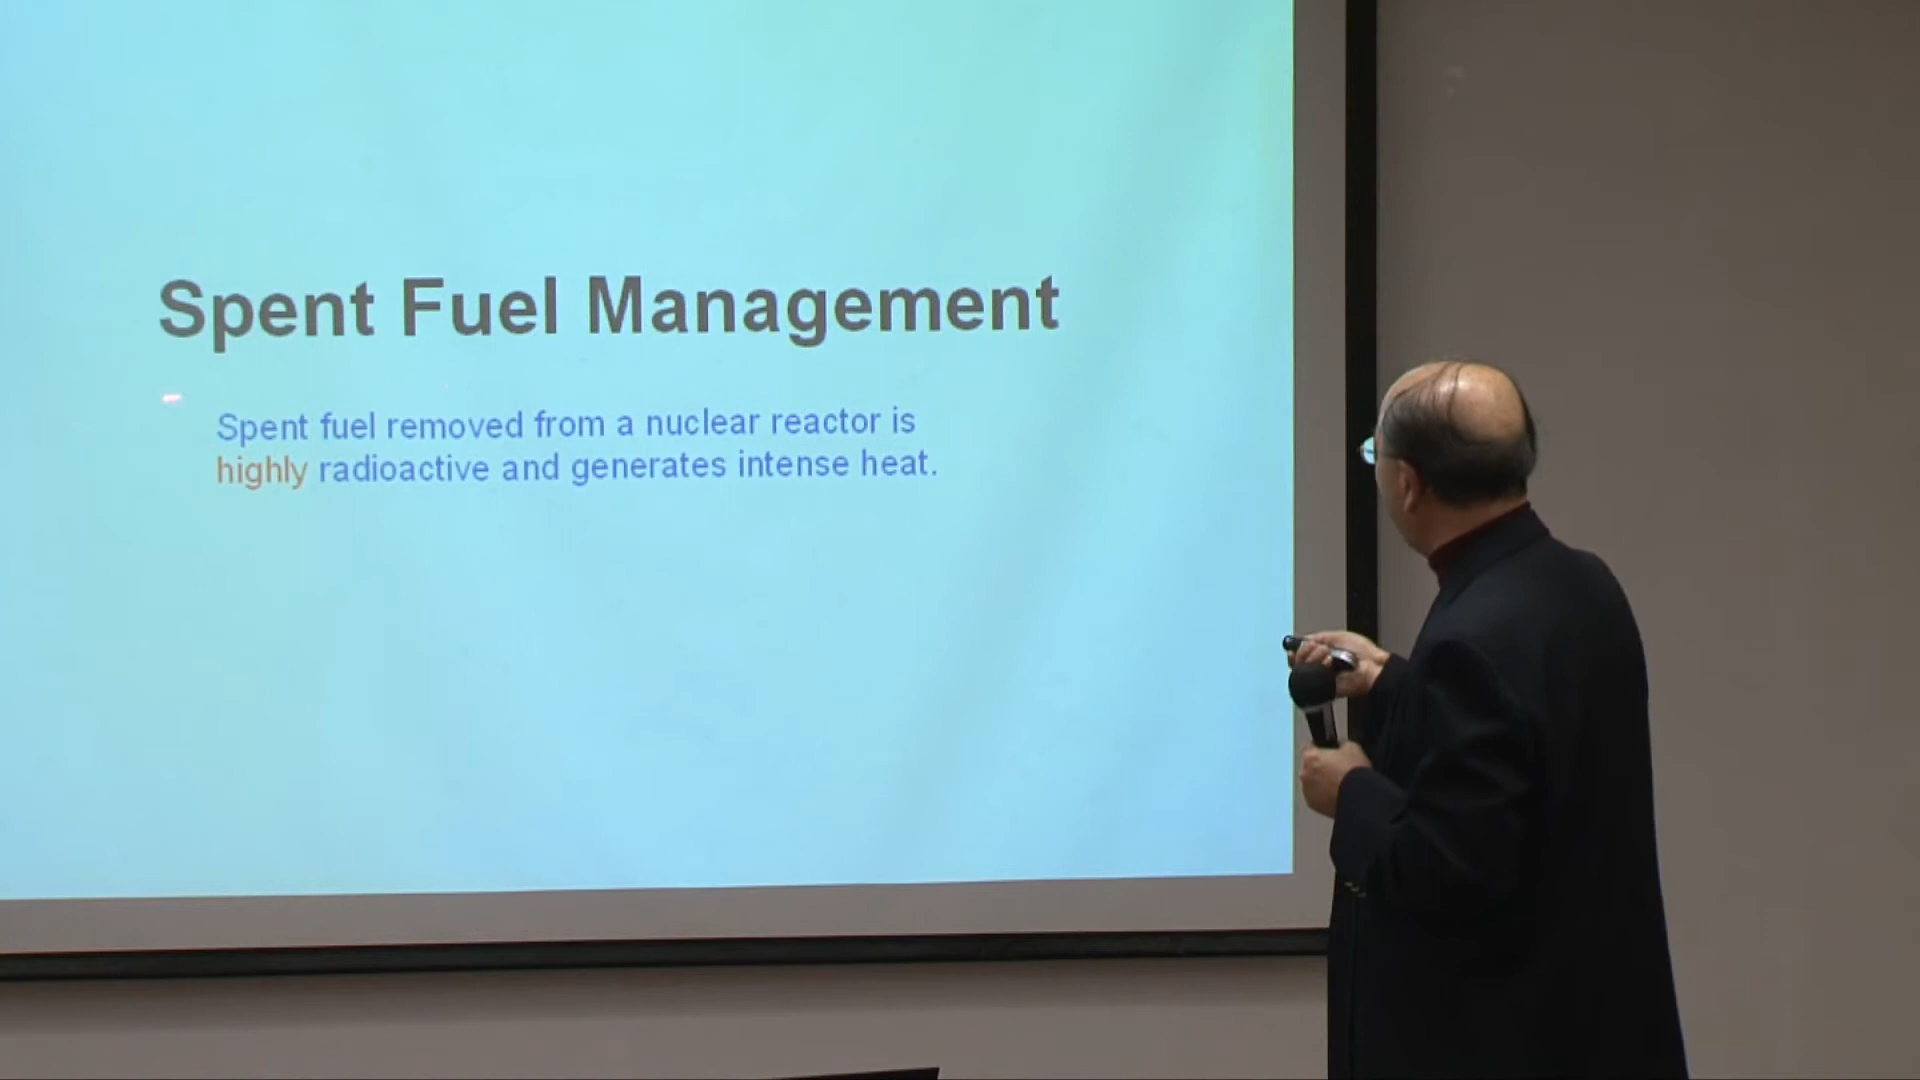 Spent Fuel Management
Spent fuel removed from a nuclear reactor is
highly radioactive and generates intense heat.